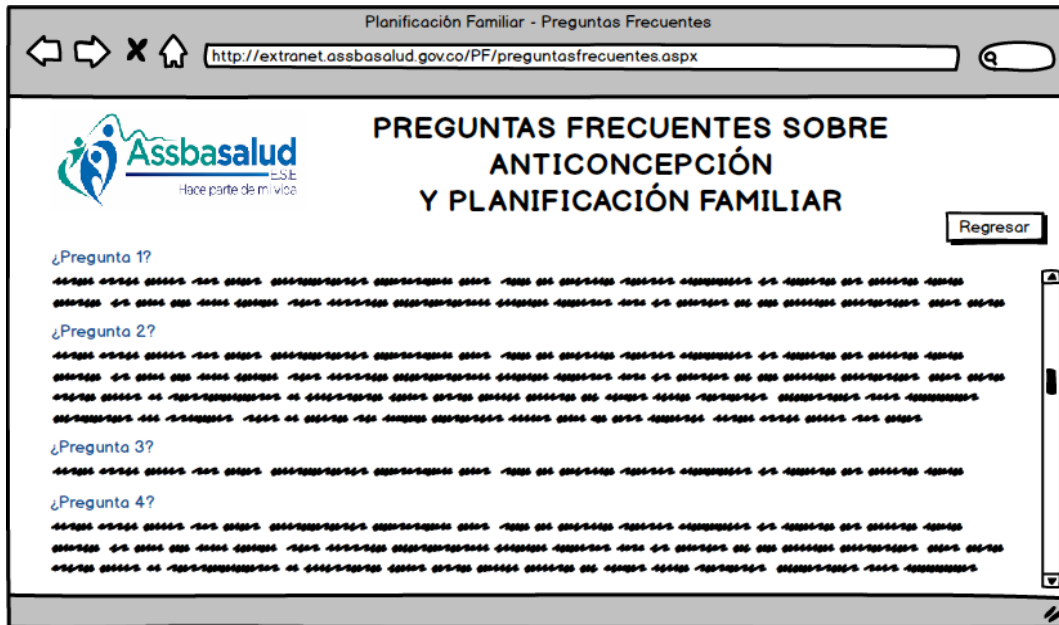 Planificación Familiar - Preguntas Frecuentes
http://extranet.assbasalud.gov.co/PF/preguntasfrecuentes.aspx
Assbasalud
E.S.E
Hace parte de mi vida
PREGUNTAS FRECUENTES SOBRE
ANTICONCEPCIÓN
Y PLANIFICACIÓN FAMILIAR
Regresar
¿Pregunta 1?
¿Pregunta 2?
¿Pregunta 3?
¿Pregunta 4?